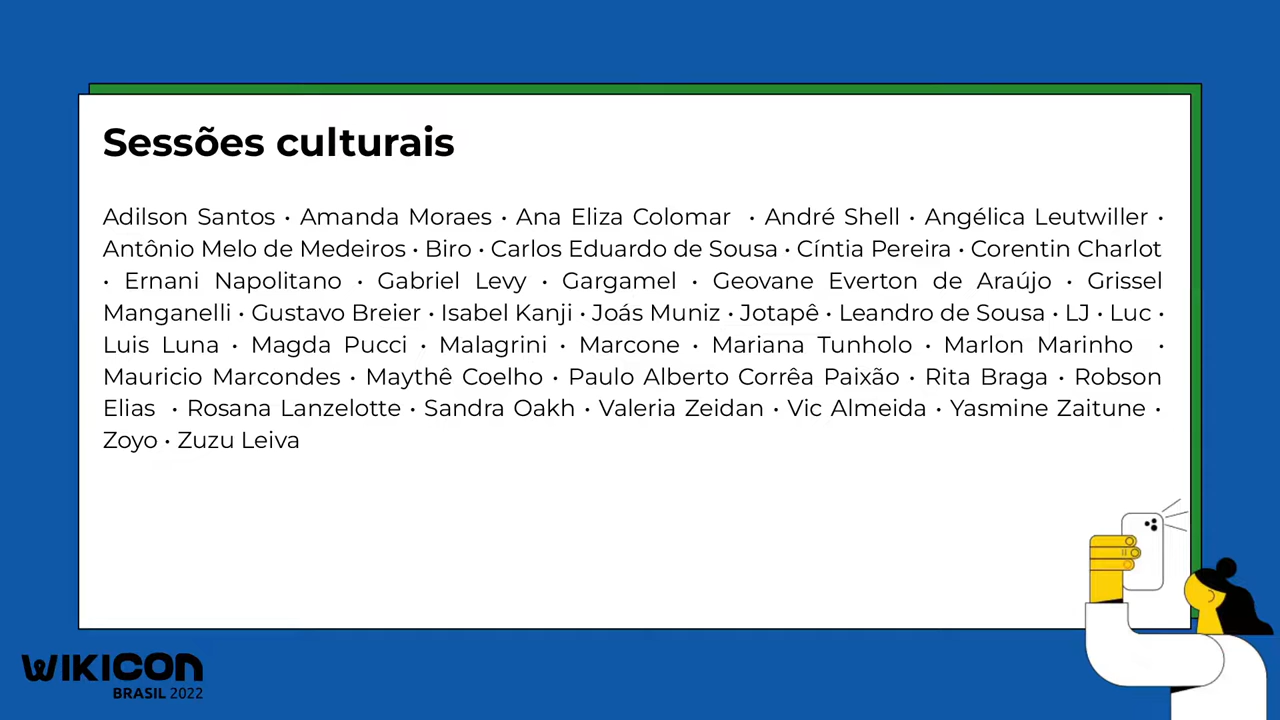 Sessões culturais
Adilson Santos • Amanda Moraes • Ana Eliza Colomar • André Shell • Angélica Leutwiller •
Antônio Melo de Medeiros • Biro • Carlos Eduardo de Sousa • Cíntia Pereira • Corentin Charlot
• Ernani Napolitano • Gabriel Levy • Gargamel • Geovane Everton de Araújo • Grissel
Manganelli • Gustavo Breier • Isabel Kanji • Joás Muniz • Jotapê • Leandro de Sousa • LJ • Luc •
Luis Luna • Magda Pucci • Malagrini • Marcone • Mariana Tunholo • Marlon Marinho •
Mauricio Marcondes • Maythê Coelho • Paulo Alberto Corrêa Paixão • Rita Braga • Robson
Elias • Rosana Lanzelotte • Sandra Oakh • Valeria Zeidan • Vic Almeida • Yasmine Zaitune •
Zoyo • Zuzu Leiva
WIKICON
BRASIL 2022